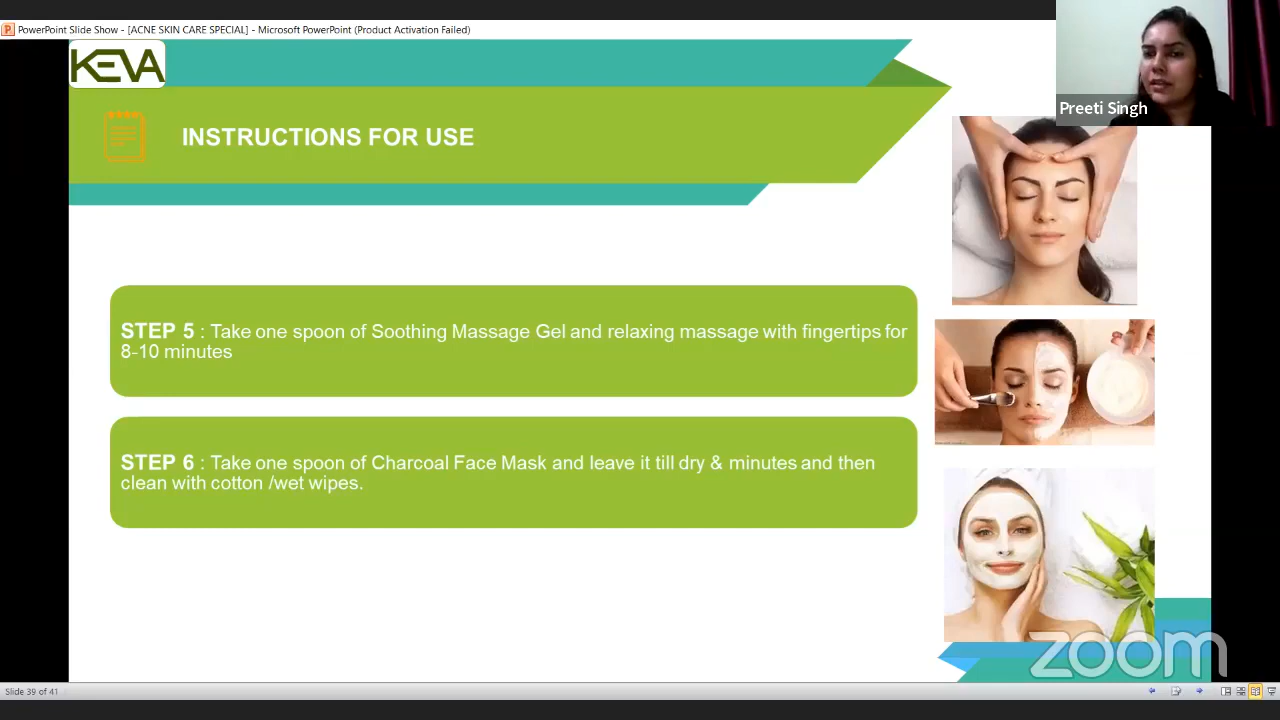 PowerPoint Slide Show - [ACNE SKIN CARE SPECIAL] - Microsoft PowerPoint (Product Activation Failed)
KEVA
Preeti Singh
INSTRUCTIONS FOR USE
STEP 5 : Take one spoon of Soothing Massage Gel and relaxing massage with fingertips for
8-10 minutes
STEP 6 : Take one spoon of Charcoal Face Mask and leave it till dry & minutes and then
clean with cotton /wet wipes.
zoom
Slide 39 of 41